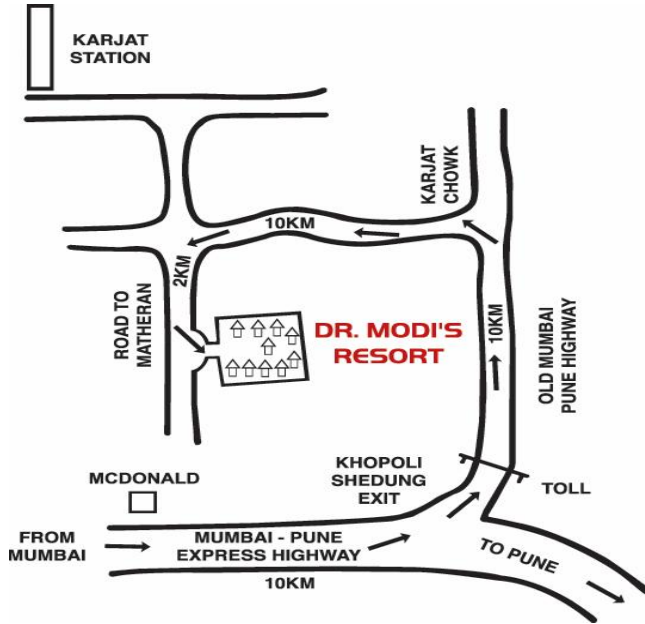 KARJAT
STATION
KARJAT
CHOWK
10KM
2KM
ROAD TO
MATHERAN
DR. MODI'S
RESORT
10KM
OLD MUMBAI
PUNE HIGHWAY
KHOPOLI
SHEDUNG
EXIT
TOLL
MCDONALD
FROM
MUMBAI
MUMBAI - PUNE
EXPRESS HIGHWAY
10KM
TO PUNE